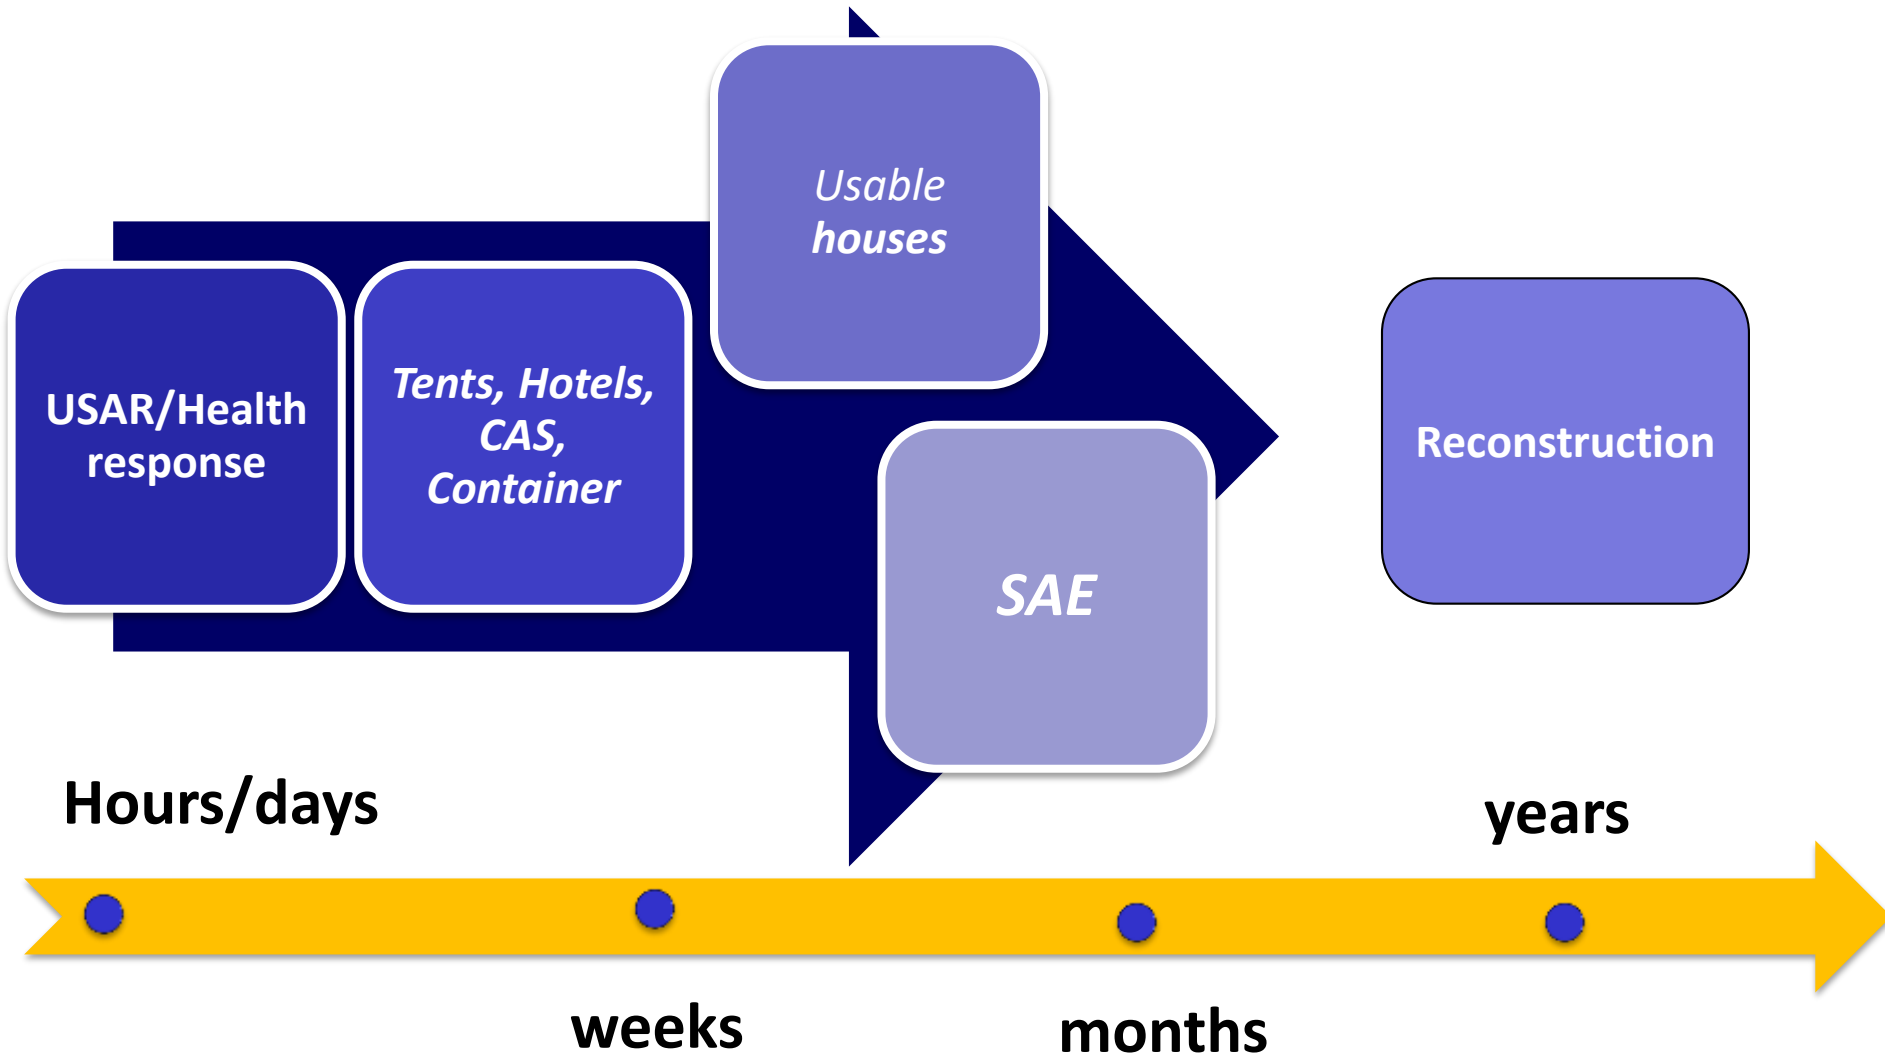 USAR/Health
response
Tents, Hotels,
CAS,
Container
Usable
houses
SAE
Reconstruction
Hours/days
weeks
months
years